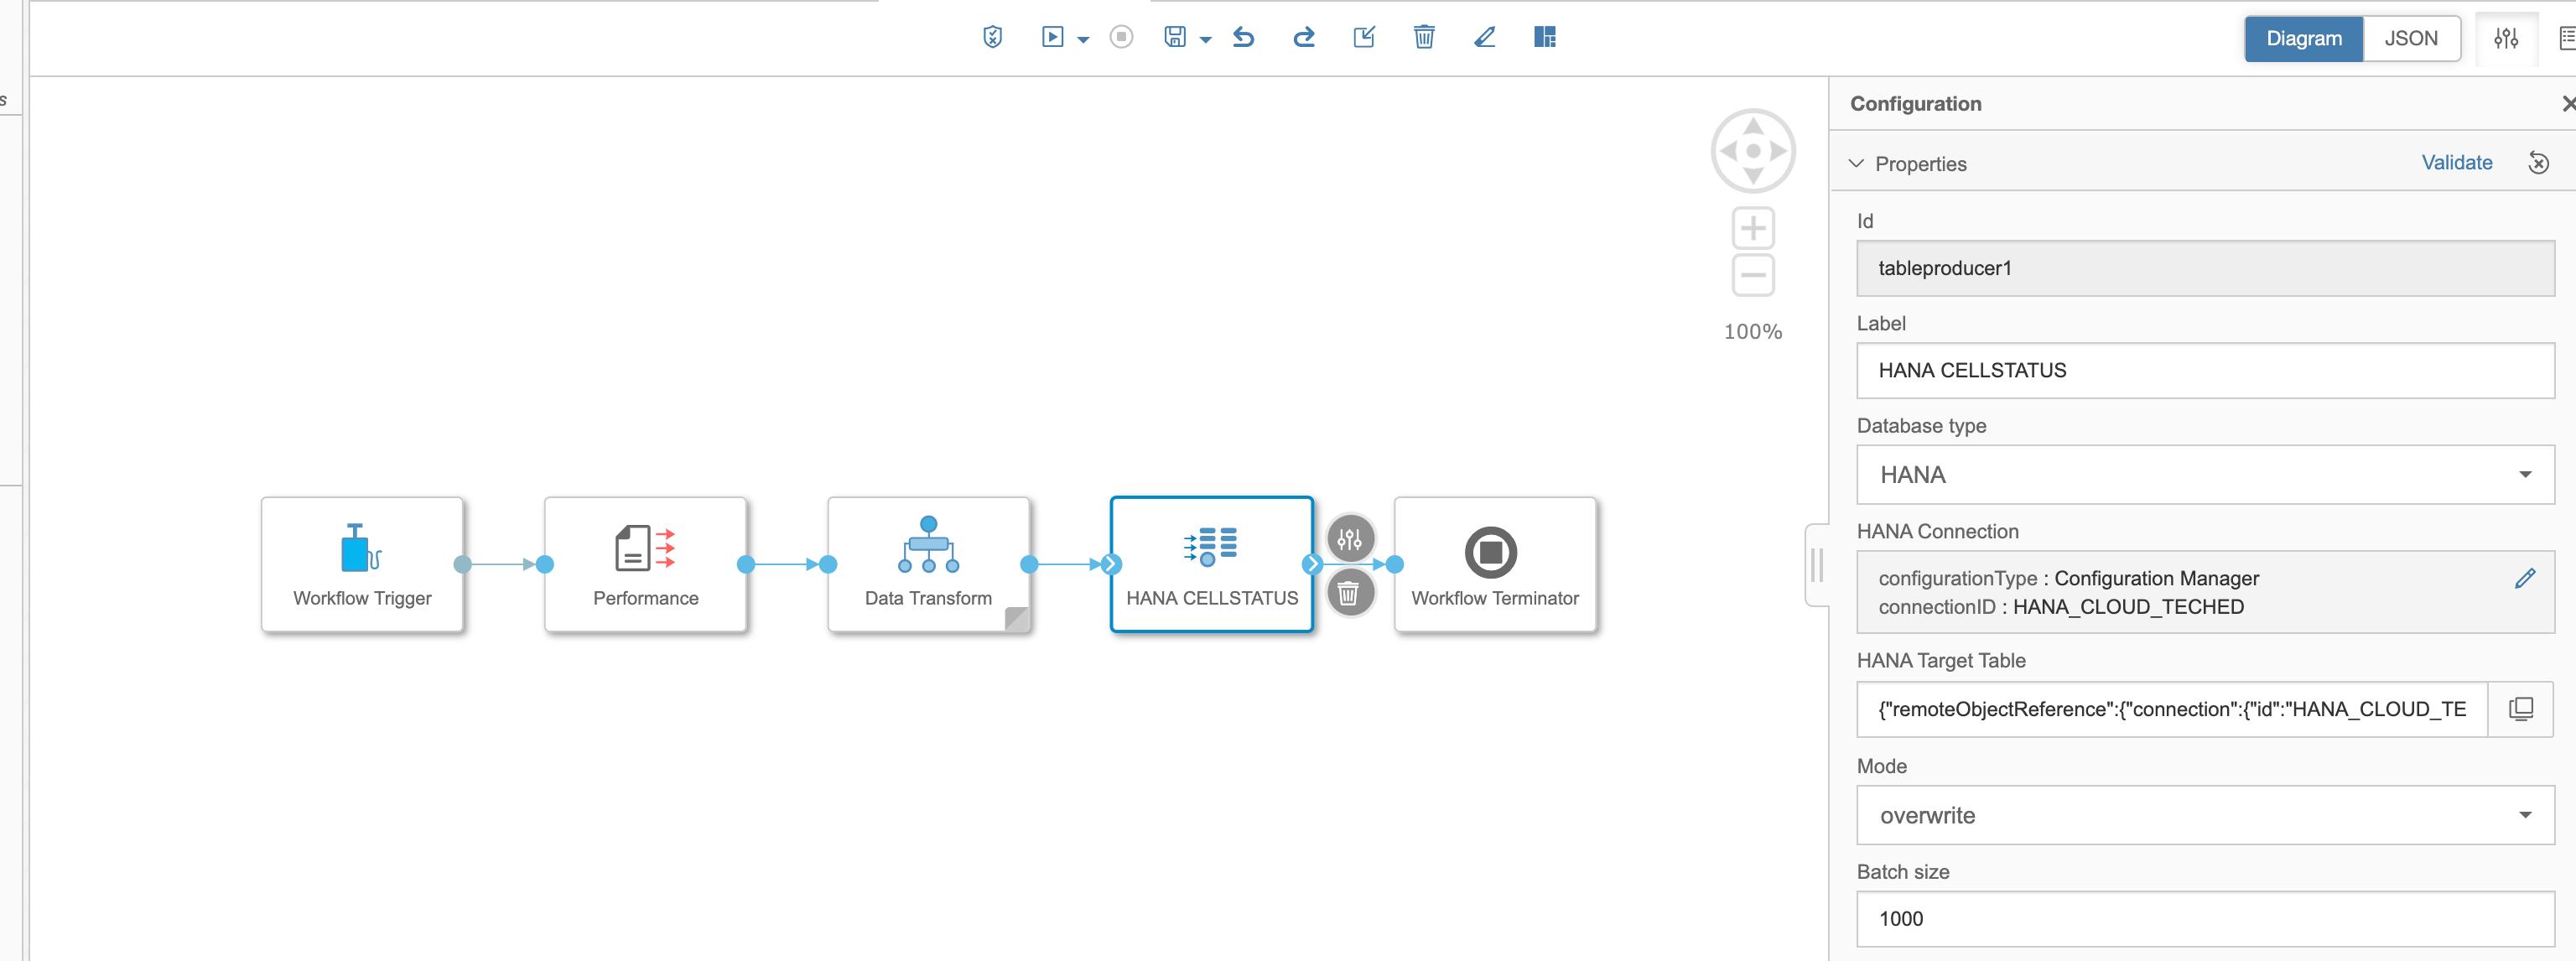 Diagram
JSON
s
100%
Workflow Trigger
Performance
Data Transform
HANA CELLSTATUS
Workflow Terminator
Configuration
Properties
Validate
Id
tableproducer1
Label
HANA CELLSTATUS
Database type
HANA
HANA Connection
configurationType : Configuration Manager
connectionID : HANA_CLOUD_TECHED
HANA Target Table
{"remoteObjectReference":{"connection":{"id":"HANA_CLOUD_TE
Mode
overwrite
Batch size
1000